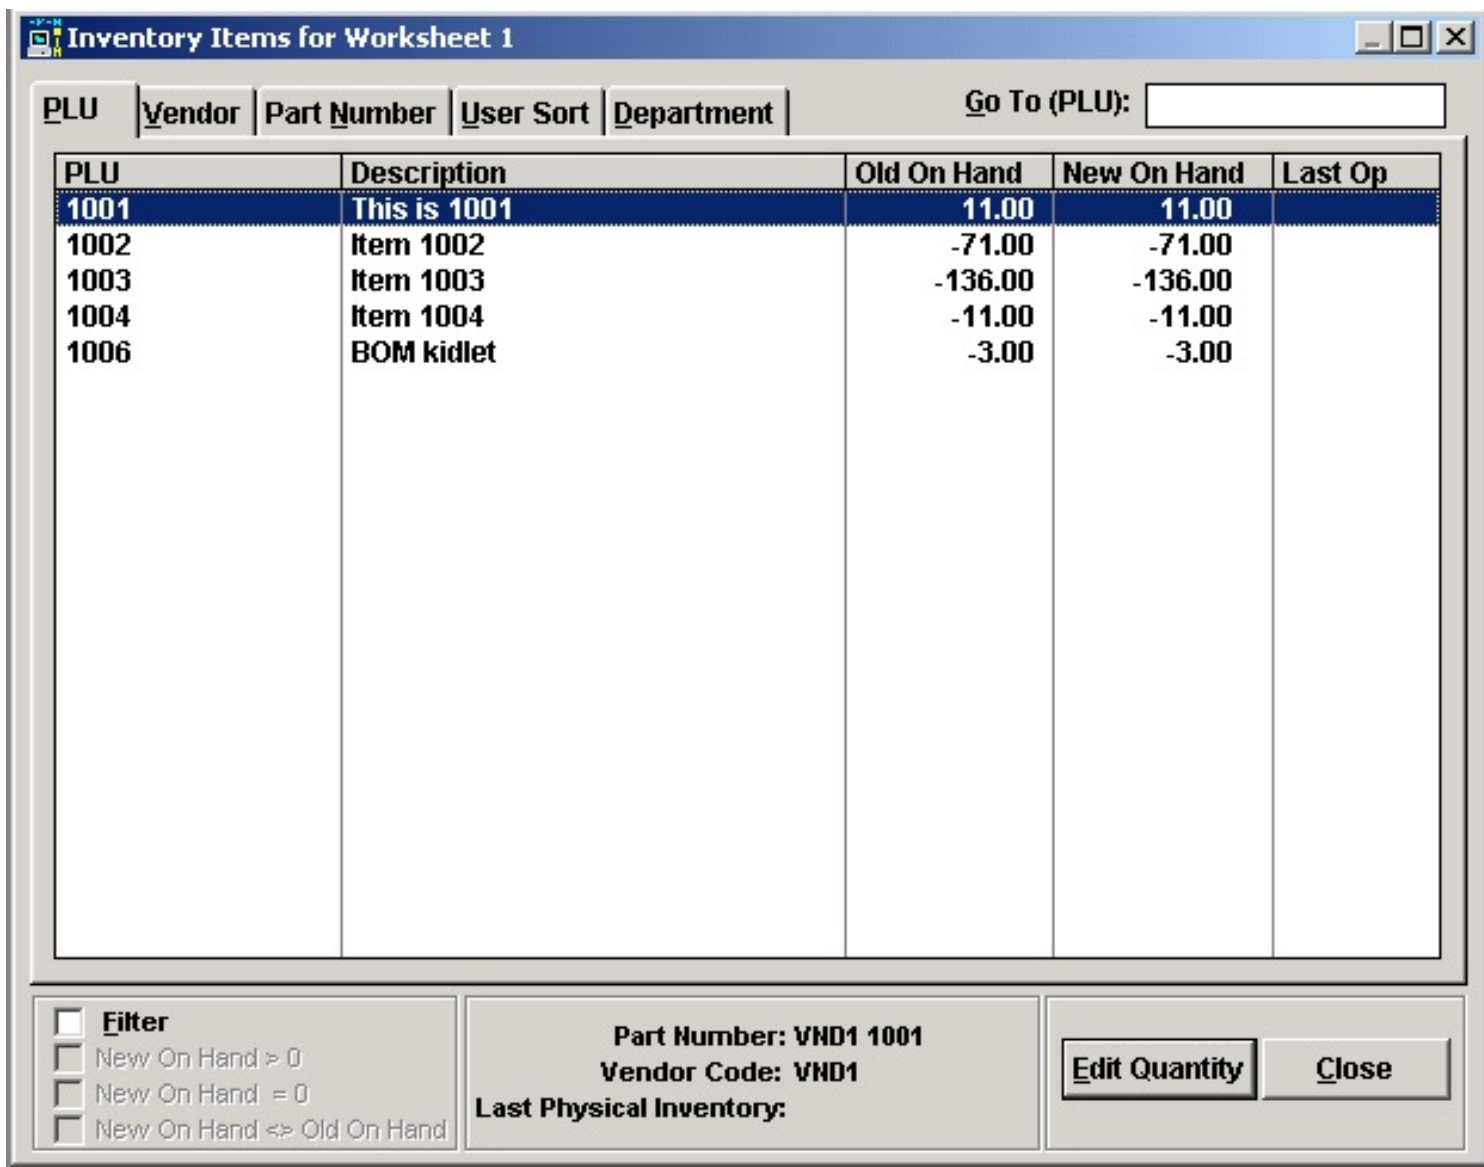 Inventory Items for Worksheet 1
PLU Vendor Part Number User Sort Department Go To (PLU):
PLU Description Old On Hand New On Hand Last Op
1001 This is 1001 11.00 11.00
1002 Item 1002 -71.00 -71.00
1003 Item 1003 -136.00 -136.00
1004 Item 1004 -11.00 -11.00
1006 BOM kidlet -3.00 -3.00
Filter
New On Hand > 0
New On Hand = 0
New On Hand <> Old On Hand
Part Number: VND1 1001
Vendor Code: VND1
Last Physical Inventory:
Edit Quantity Close